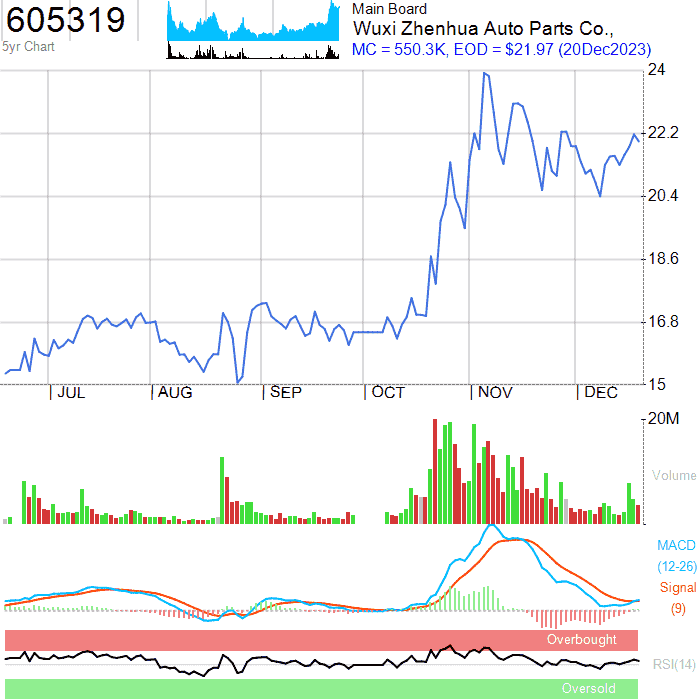 605319
Main Board
Wuxi Zhenhua Auto Parts Co.,
5yr Chart
MC = 550.3K, EOD = $21.97 (20Dec2023)
24
22.2
20.4
18.6
16.8
15
JUL
AUG
SEP
OCT
NOV
DEC
20M
Volume
MACD
(12-26)
Signal
(9)
Overbought
RSI(14)
Oversold